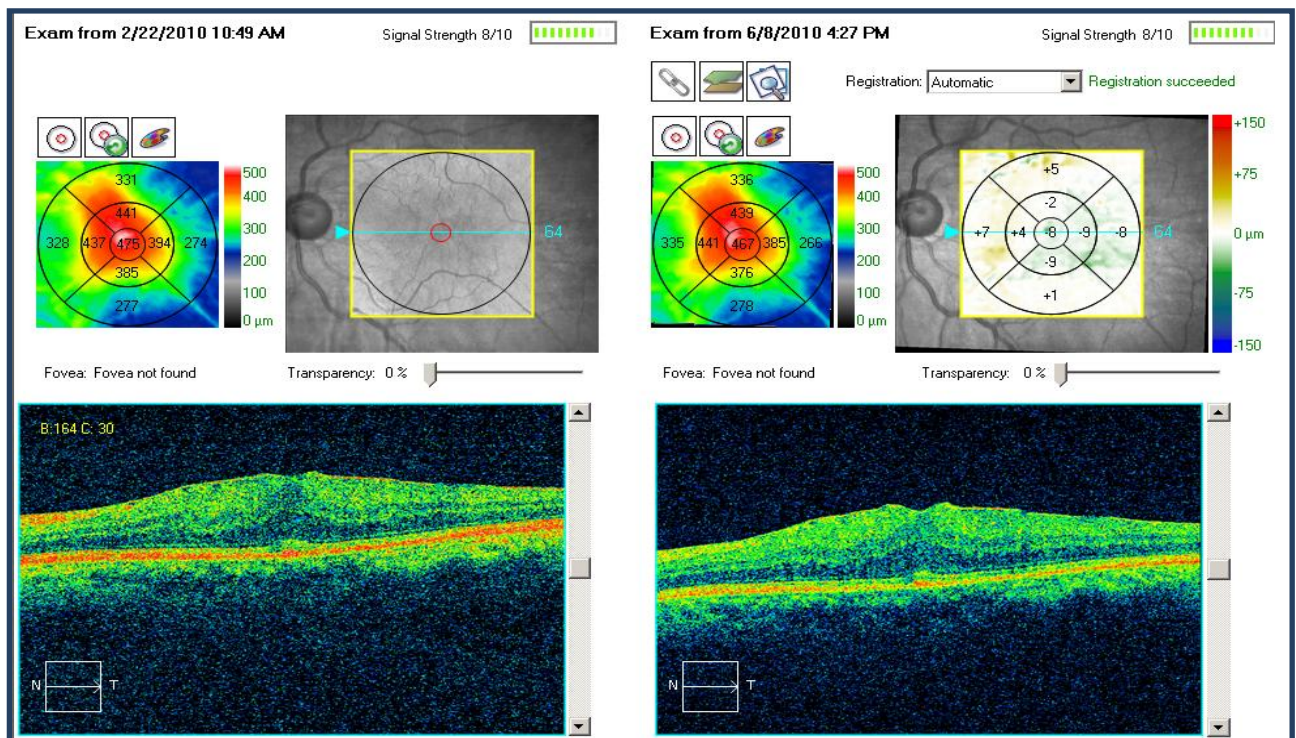 Exam from 2/22/2010 10:49 AM
Signal Strength 8/10
500
400
300
200
100
0 µm
331
441
328 437 475 394 274
385
277
64
Fovea: Fovea not found
Transparency: 0 %
B:164 C: 30
N T
Exam from 6/8/2010 4:27 PM
Signal Strength 8/10
Registration: Automatic Registration succeeded
500
400
300
200
100
0 µm
336
439
335 441 467 385 266
376
278
+5
-2
+7 +4 -8 -9 -8 64
-9
+1
+150
+75
0 µm
-75
-150
Fovea: Fovea not found
Transparency: 0 %
N T